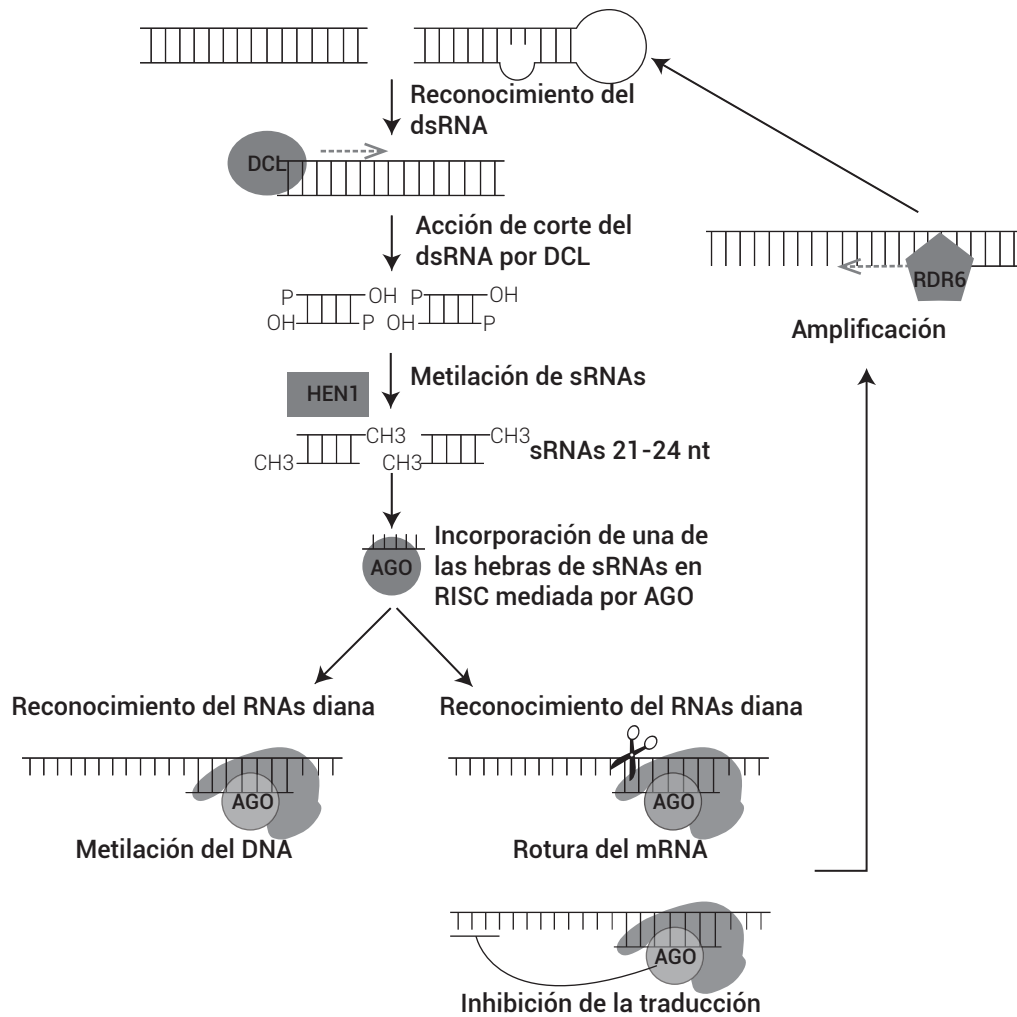 Reconocimiento del
dsRNA
DCL
Acción de corte del
dsRNA por DCL
P
OH
P
OH
OH
P
OH
P
RDR6
Amplificación
HEN1
Metilación de sRNAs
CH3
CH3
CH3
CH3
sRNAs 21-24 nt
AGO
Incorporación de una de
las hebras de sRNAs en
RISC mediada por AGO
Reconocimiento del RNAs diana
Reconocimiento del RNAs diana
AGO
AGO
Metilación del DNA
Rotura del mRNA
AGO
Inhibición de la traducción